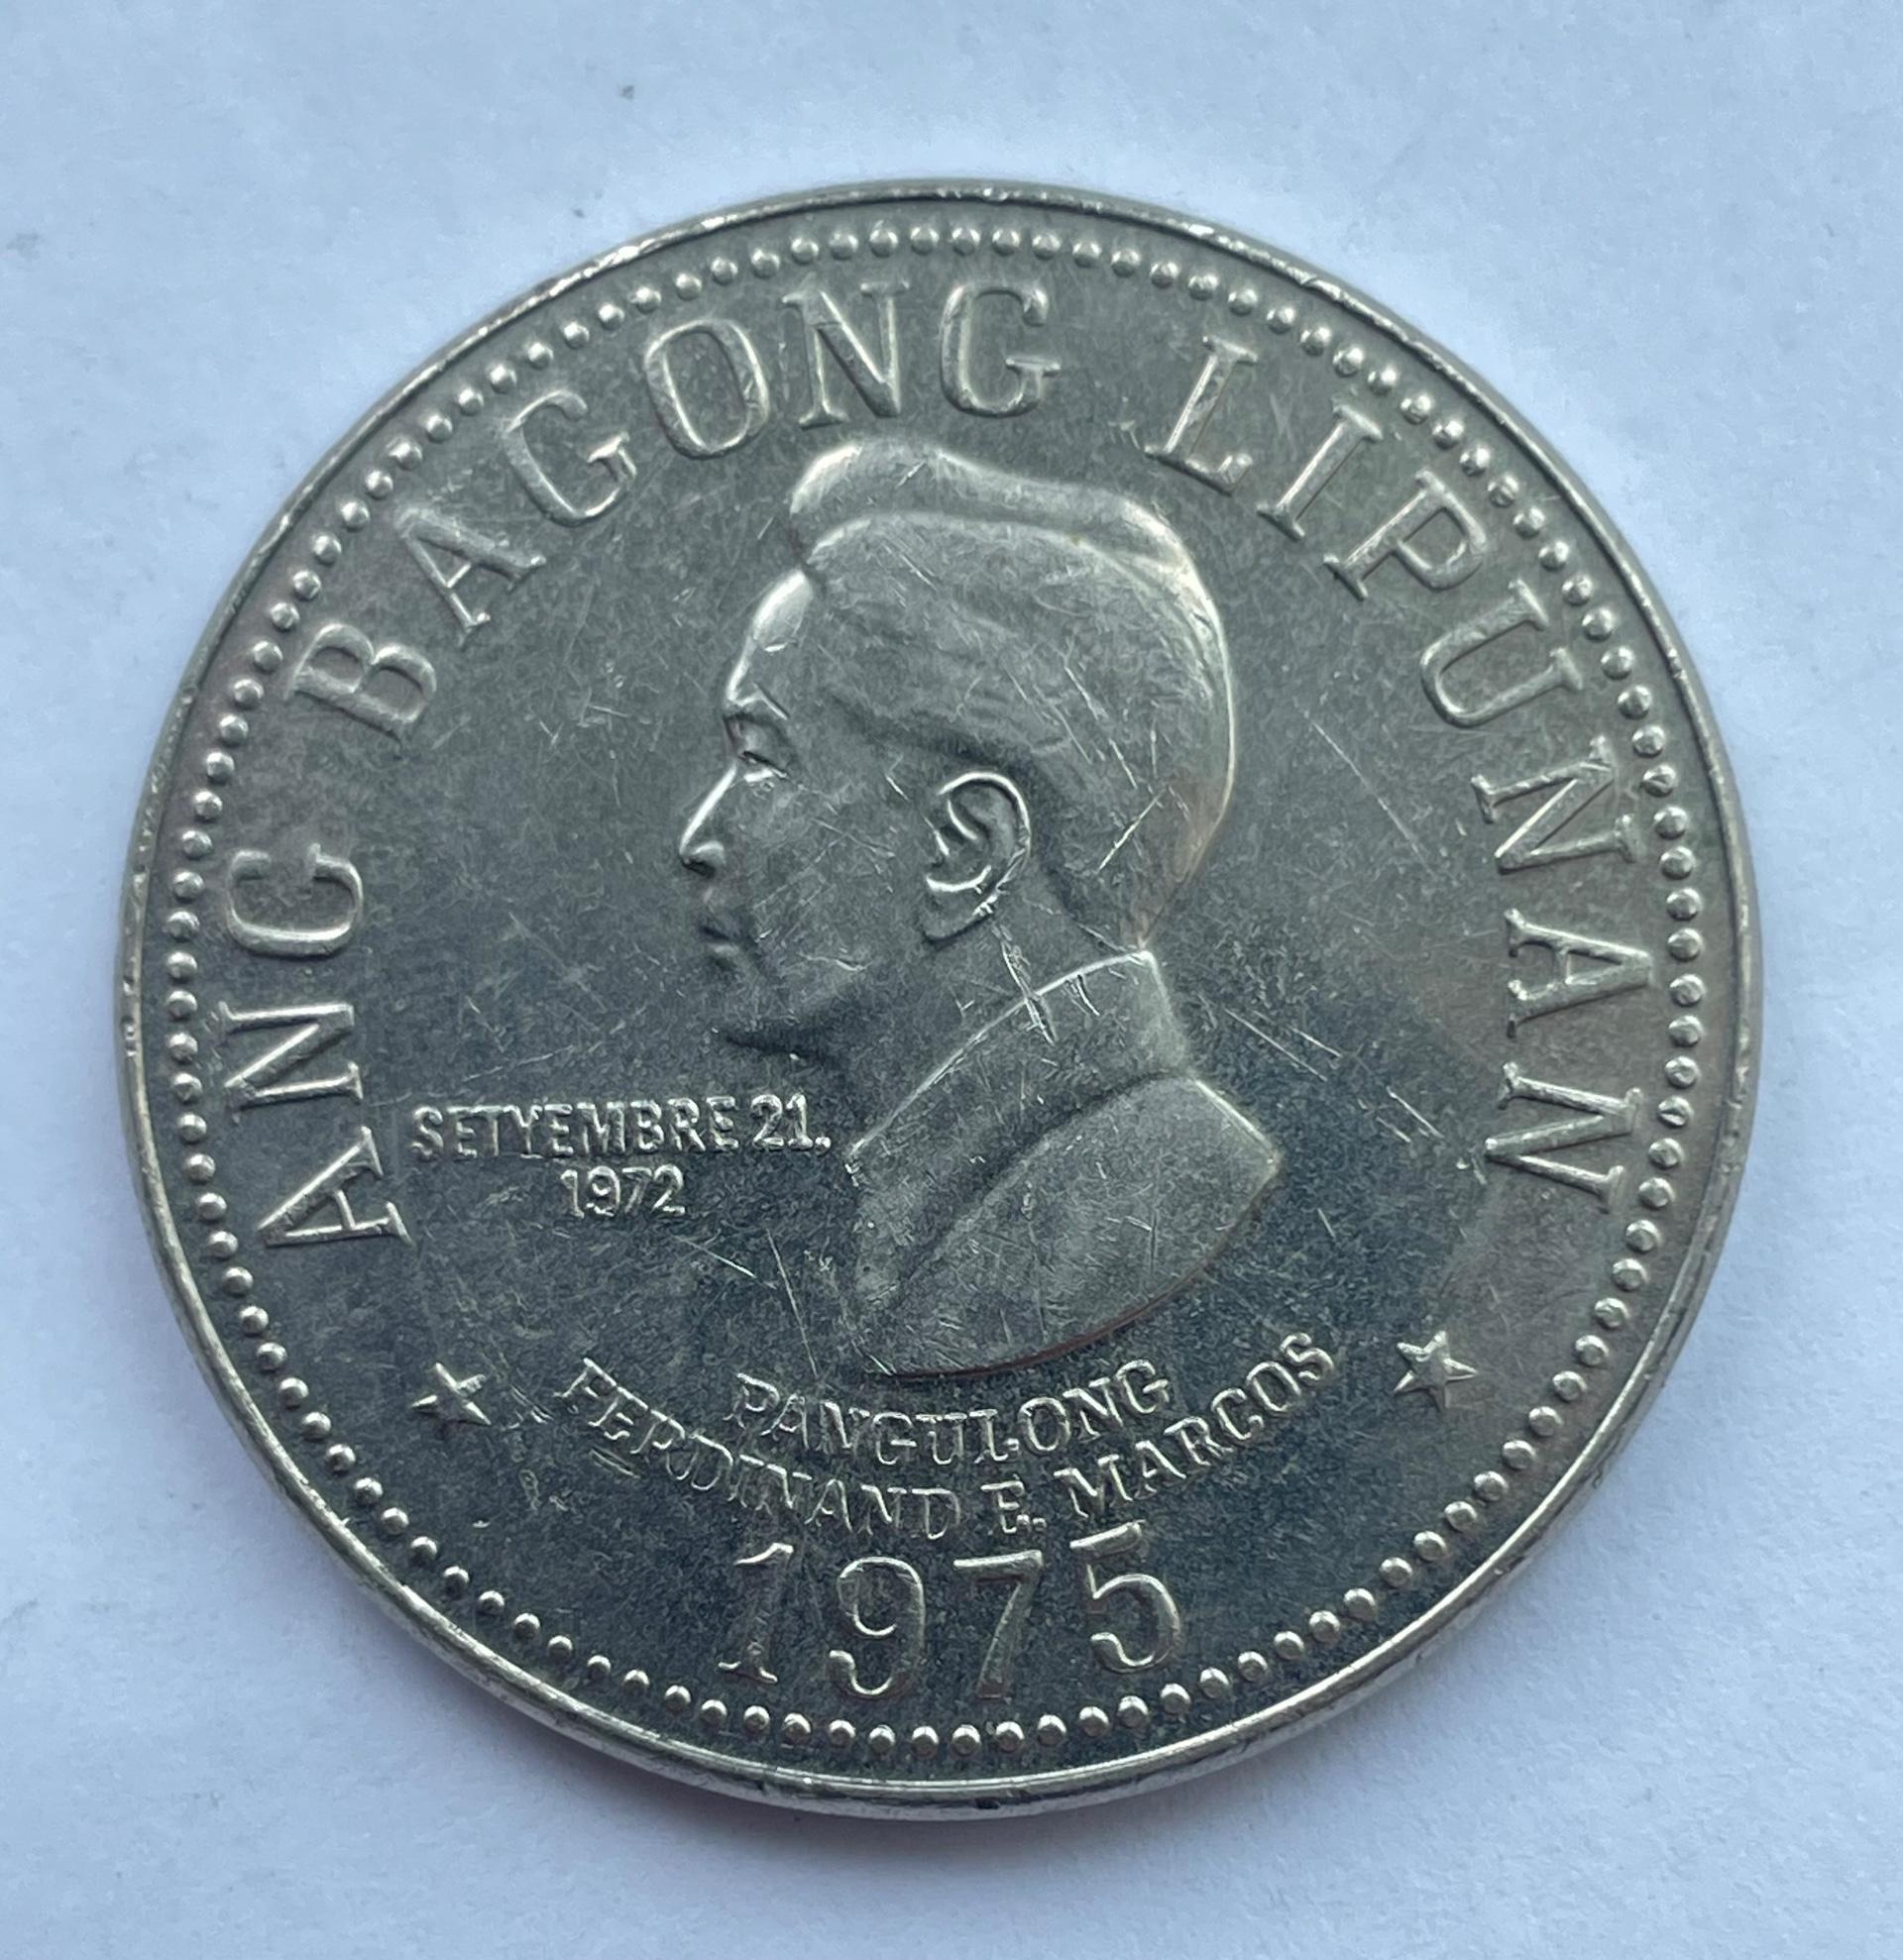 ANG BAGONG LIPUNAN
SETYEMBRE 21,
1972
PANGULONG
FERDINAND E. MARCOS
1975